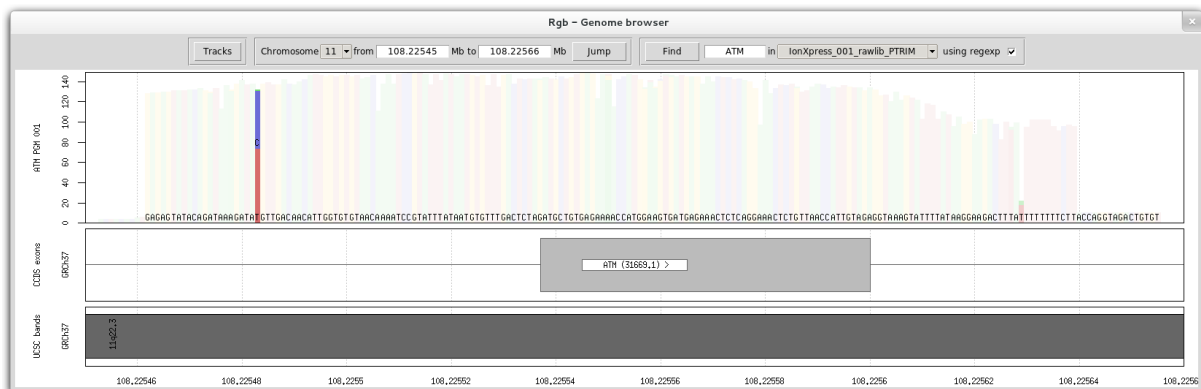 Rgb - Genome browser
Tracks Chromosome 11 from 108.22545 Mb to 108.22566 Mb Jump Find ATM in IonXpress_001_rawlib_PTRIM using regexp
ATM PGM 001
140
120
100
80
60
40
20
0
C
GAGAGTATACAGATAAAGATATGTTGACAACATTGGTGTGTAACAAAATCCGTATTTATAATGTGTTTGACTCTAGATGCTGTGAGAAAACCATGGAAGTGATGAGAAACTCTCAGGAAACTCTGTTAACCATTGTAGAGGTAAAGTATTTTATAAGGAAGACTTTATTTTTTTTCTTACCAGGTAGACTGTGT
CCDS exons
GRCh37
ATM (31669.1) >
UCSC bands
GRCh37
11q22.3
108.22546 108.22548 108.2255 108.22552 108.22554 108.22556 108.22558 108.2256 108.22562 108.22564